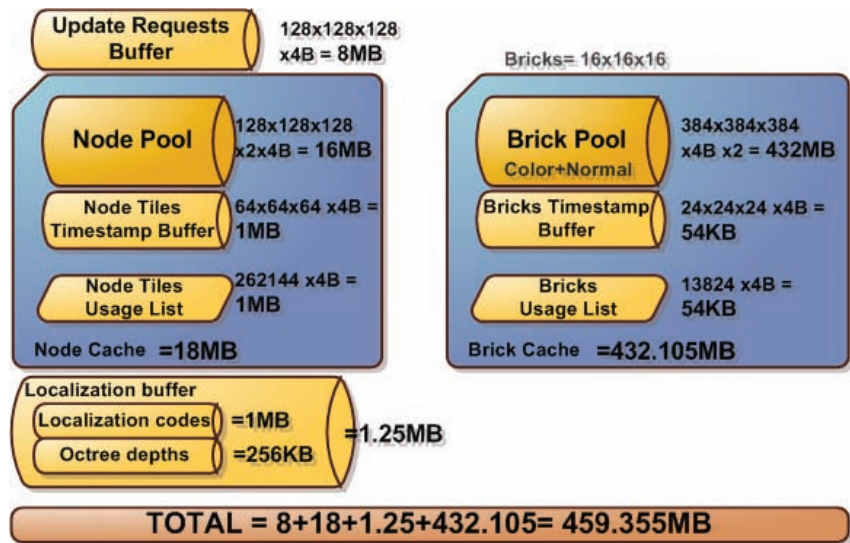 Update Requests
Buffer
128x128x128
x4B = 8MB
Node Pool
128x128x128
x2x4B = 16MB
Node Tiles
Timestamp Buffer
64x64x64 x4B =
1MB
Node Tiles
Usage List
262144 x4B =
1MB
Node Cache =18MB
Bricks= 16x16x16
Brick Pool
Color+Normal
384x384x384
x4B x2 = 432MB
Bricks Timestamp
Buffer
24x24x24 x4B =
54KB
Bricks
Usage List
13824 x4B =
54KB
Brick Cache =432.105MB
Localization buffer
Localization codes =1MB
Octree depths =256KB
=1.25MB
TOTAL = 8+18+1.25+432.105= 459.355MB